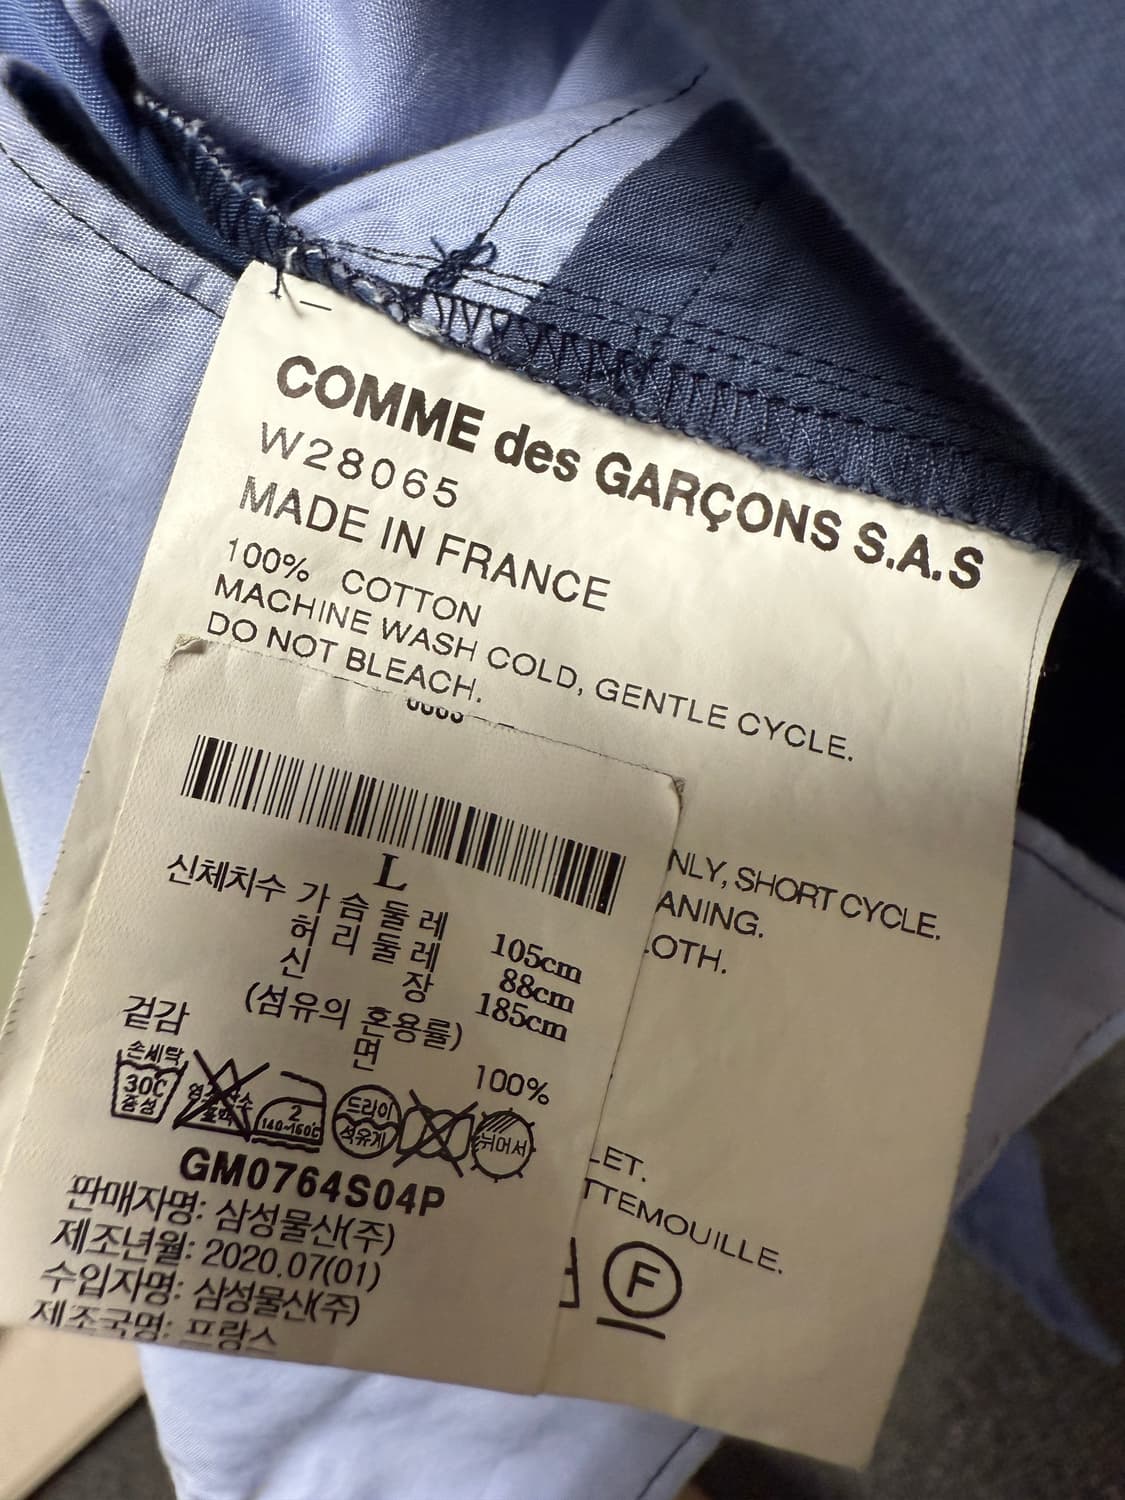 COMME des GARÇONS S.A.S
W28065
MADE IN FRANCE
100% COTTON
MACHINE WASH COLD, GENTLE CYCLE.
DO NOT BLEACH.
NLY, SHORT CYCLE.
ANING.
LOTH.
L
신체치수 가슴둘레 105cm
허리둘레 88cm
신장 185cm
(섬유의 혼용률)
겉감 면 100%
손세탁
30C
중성
2
140~160℃
드라이
석유계
뉘어서
GM0764S04P
판매자명: 삼성물산(주)
제조년월: 2020.07(01)
수입자명: 삼성물산(주)
제조국명: 프랑스
LET.
TTEMOUILLE.
F